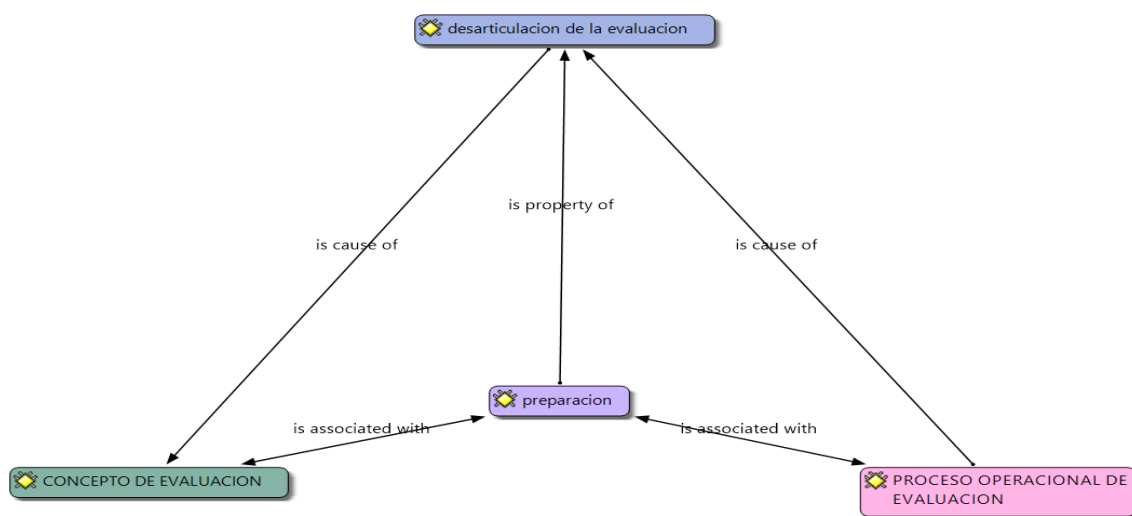 desarticulacion de la evaluacion
is property of
is cause of
is cause of
preparacion
is associated with
is associated with
CONCEPTO DE EVALUACION
PROCESO OPERACIONAL DE
EVALUACION